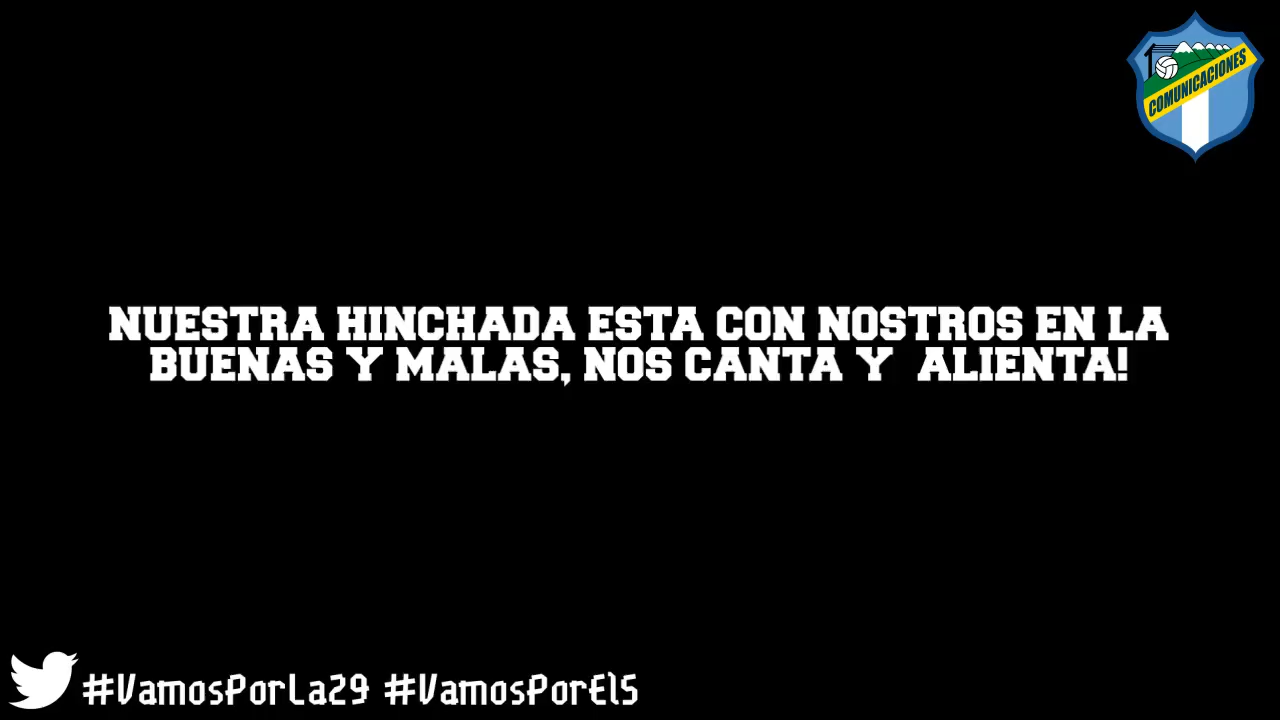 COMUNICACIONES
NUESTRA HINCHADA ESTA CON NOSTROS EN LA
BUENAS Y MALAS, NOS CANTA Y  ALIENTA!
#VamosPorLa29 #VamosPorEl5